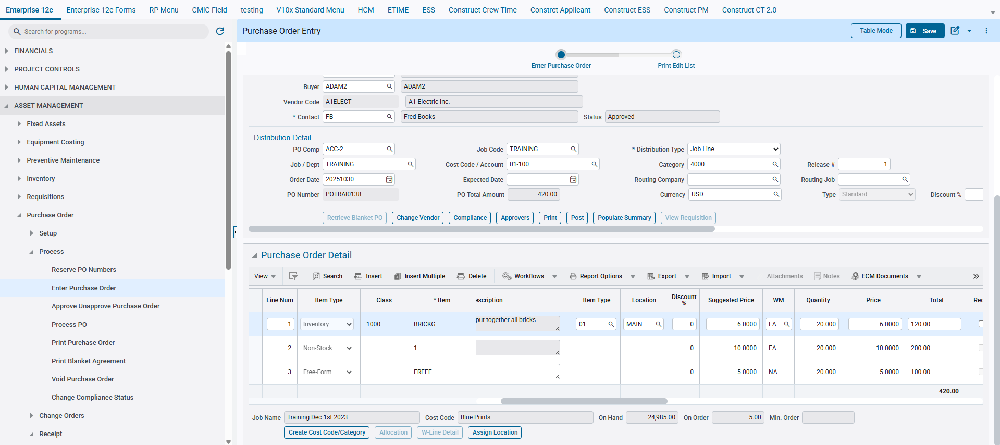 Enterprise 12c Enterprise 12c Forms RP Menu CMiC Field testing V10x Standard Menu HCM ETIME ESS Construct Crew Time Constrct Applicant Construct ESS Construct PM Construct CT 2.0
Search for programs...
Purchase Order Entry Table Mode Save
FINANCIALS
PROJECT CONTROLS
HUMAN CAPITAL MANAGEMENT
ASSET MANAGEMENT
Fixed Assets
Equipment Costing
Preventive Maintenance
Inventory
Requisitions
Purchase Order
Setup
Process
Reserve PO Numbers
Enter Purchase Order
Approve Unapprove Purchase Order
Process PO
Print Purchase Order
Print Blanket Agreement
Void Purchase Order
Change Compliance Status
Change Orders
Receipt
Enter Purchase Order Print Edit List
Buyer ADAM2 ADAM2
Vendor Code A1ELECT A1 Electric Inc.
* Contact FB Fred Books Status Approved
Distribution Detail
PO Comp ACC-2 Job Code TRAINING * Distribution Type Job Line
Job / Dept TRAINING Cost Code / Account 01-100 Category 4000 Release # 1
Order Date 20251030 Expected Date Routing Company Routing Job
PO Number POTRAI0138 PO Total Amount 420.00 Currency USD Type Standard Discount %
Retrieve Blanket PO Change Vendor Compliance Approvers Print Post Populate Summary View Requisition
Purchase Order Detail
View Search Insert Insert Multiple Delete Workflows Report Options Export Import Attachments Notes ECM Documents
Line Num Item Type Class * Item escription Item Type Location Discount % Suggested Price WM Quantity Price Total Rec
1 Inventory 1000 BRICKG put together all bricks - 01 MAIN 0 6.0000 EA 20.000 6.0000 120.00
2 Non-Stock 1 0 10.0000 EA 20.000 10.0000 200.00
3 Free-Form FREEF 0 5.0000 NA 20.000 5.0000 100.00
420.00
Job Name Training Dec 1st 2023 Cost Code Blue Prints On Hand 24,985.00 On Order 5.00 Min. Order
Create Cost Code/Category Allocation W-Line Detail Assign Location